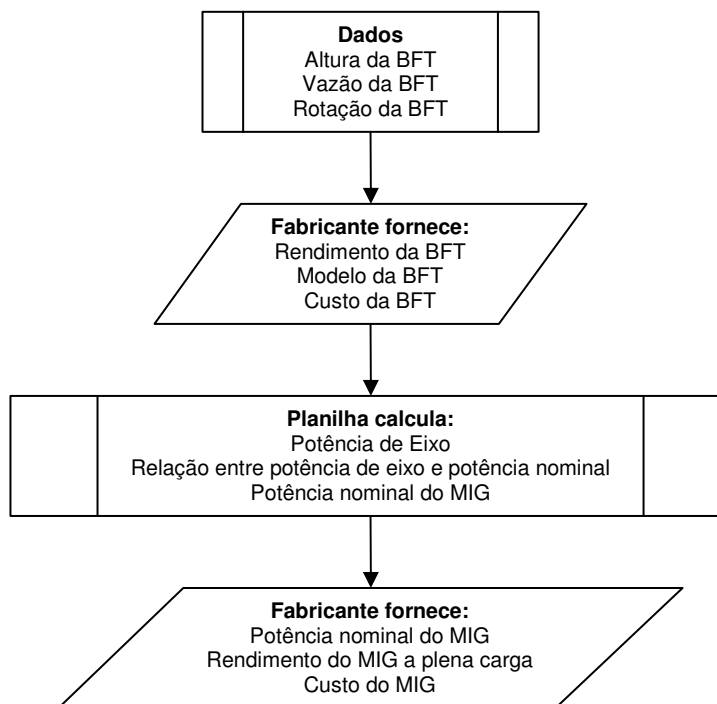 Dados
Altura da BFT
Vazão da BFT
Rotação da BFT
Fabricante fornece:
Rendimento da BFT
Modelo da BFT
Custo da BFT
Planilha calcula:
Potência de Eixo
Relação entre potência de eixo e potência nominal
Potência nominal do MIG
Fabricante fornece:
Potência nominal do MIG
Rendimento do MIG a plena carga
Custo do MIG